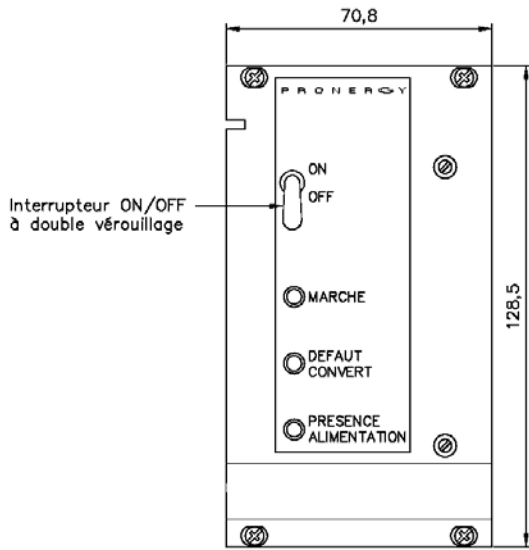 70,8
PRONERGY
ON
OFF
Interrupteur ON/OFF
à double vérouillage
MARCHE
128,5
DEFAUT
CONVERT
PRESENCE
ALIMENTATION